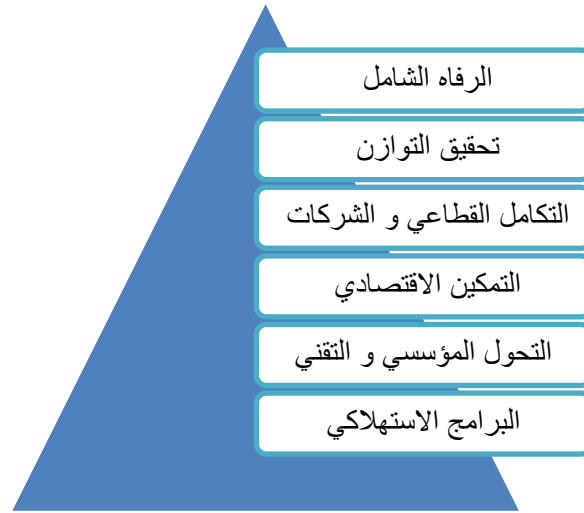 الرفاه الشامل
تحقيق التوازن
التكامل القطاعي و الشركات
التمكين الاقتصادي
التحول المؤسسي و التقني
البرامج الاستهلاكي